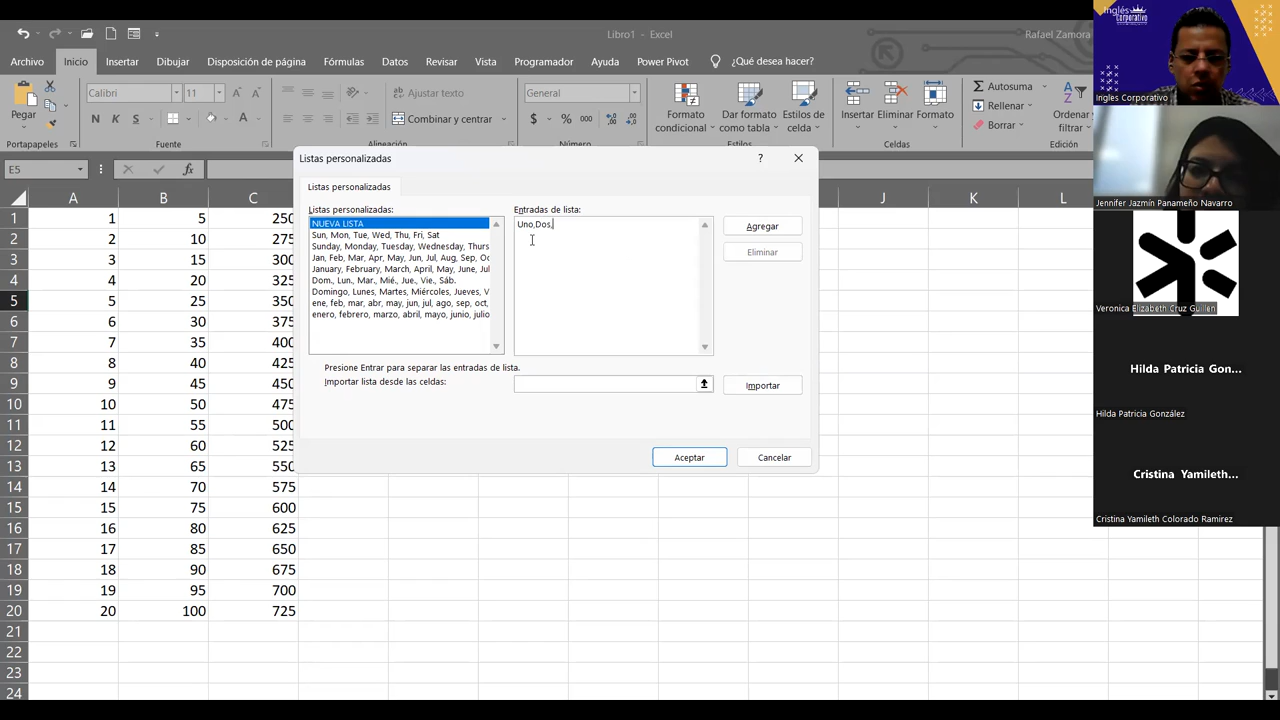 Libro1 - Excel
Rafael Zamora
Archivo Inicio Insertar Dibujar Disposición de página Fórmulas Datos Revisar Vista Programador Ayuda Power Pivot ¿Qué desea hacer?
Pegar
Calibri 11
N K S
Ajustar texto
Combinar y centrar
General
$ % 000
Formato condicional
Dar formato como tabla
Estilos de celda
Insertar Eliminar Formato
Autosuma
Rellenar
Borrar
Ordenar y filtrar
Portapapeles Fuente Número Estilos Celdas Edición
E5 fx
A B C J K L
Listas personalizadas ?
Listas personalizadas
Listas personalizadas:
NUEVA LISTA
Sun, Mon, Tue, Wed, Thu, Fri, Sat
Sunday, Monday, Tuesday, Wednesday, Thurs
Jan, Feb, Mar, Apr, May, Jun, Jul, Aug, Sep, Oc
January, February, March, April, May, June, Jul
Dom., Lun., Mar., Mié., Jue., Vie., Sáb.
Domingo, Lunes, Martes, Miércoles, Jueves, V
ene, feb, mar, abr, may, jun, jul, ago, sep, oct,
enero, febrero, marzo, abril, mayo, junio, julio
Entradas de lista:
Uno,Dos,
Agregar
Eliminar
Presione Entrar para separar las entradas de lista.
Importar lista desde las celdas:
Importar
Aceptar
Cancelar
1 1 5 250
2 2 10 275
3 3 15 300
4 4 20 325
5 5 25 350
6 6 30 375
7 7 35 400
8 8 40 425
9 9 45 450
10 10 50 475
11 11 55 500
12 12 60 525
13 13 65 550
14 14 70 575
15 15 75 600
16 16 80 625
17 17 85 650
18 18 90 675
19 19 95 700
20 20 100 725
21
22
23
24
Inglés Corporativo
Ingles Corporativo
Jennifer Jazmín Panameño Navarro
Veronica Elizabeth Cruz Guillen
Hilda Patricia Gon...
Hilda Patricia González
Cristina Yamileth...
Cristina Yamileth Colorado Ramirez